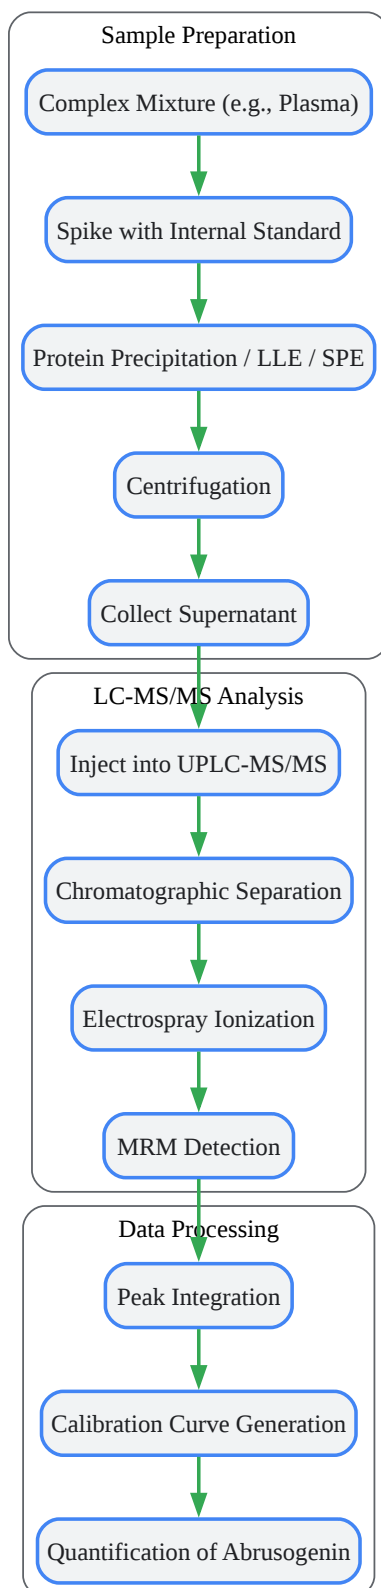 Sample Preparation
Complex Mixture (e.g., Plasma)
Spike with Internal Standard
Protein Precipitation / LLE / SPE
Centrifugation
Collect Supernatant
LC-MS/MS Analysis
Inject into UPLC-MS/MS
Chromatographic Separation
Electrospray Ionization
MRM Detection
Data Processing
Peak Integration
Calibration Curve Generation
Quantification of Abrusogenin